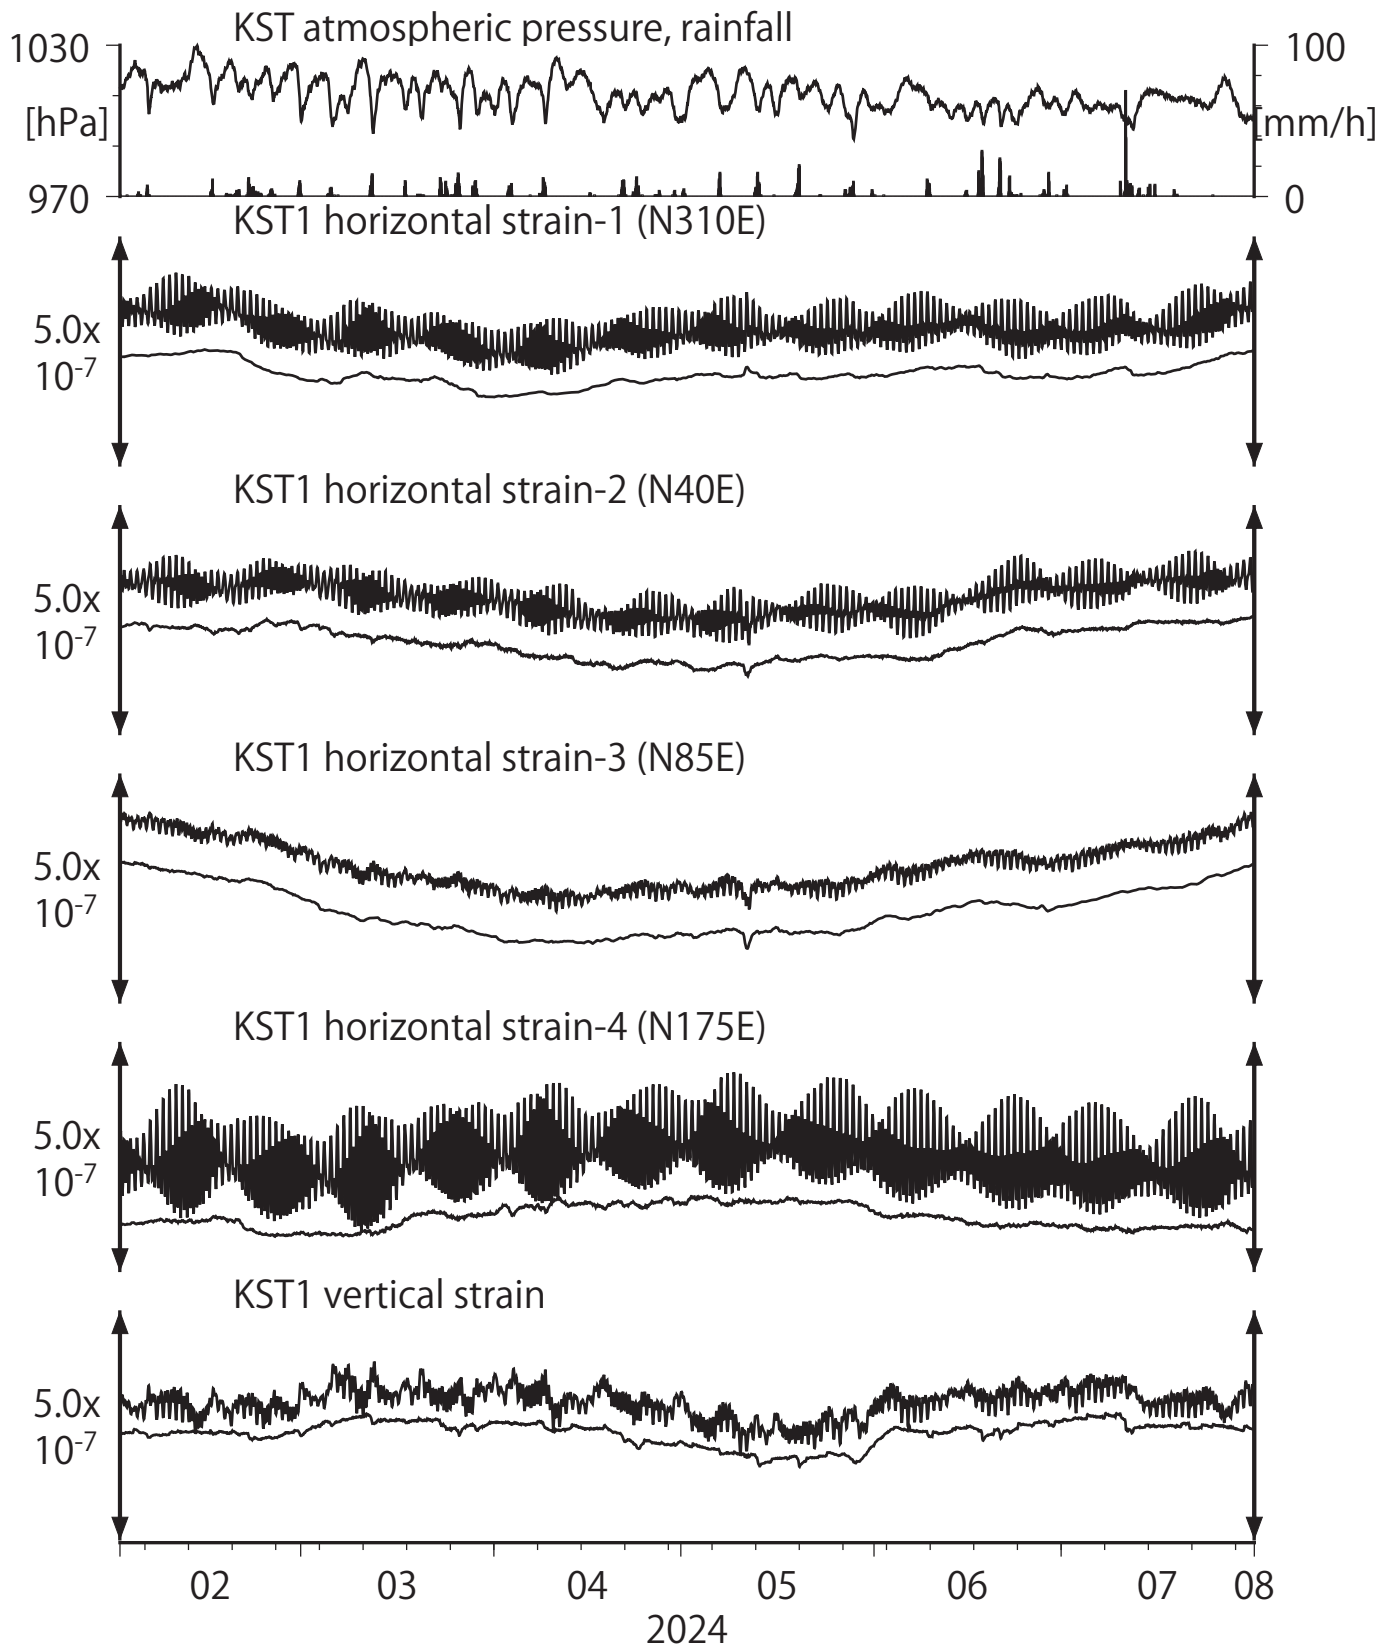 KST atmospheric pressure, rainfall
1030
100
[hPa]
[mm/h]
970
0
KST1 horizontal strain-1 (N310E)
5.0x
10-7
KST1 horizontal strain-2 (N40E)
5.0x
10-7
KST1 horizontal strain-3 (N85E)
5.0x
10-7
KST1 horizontal strain-4 (N175E)
5.0x
10-7
KST1 vertical strain
5.0x
10-7
02 03 04 05 06 07 08
2024